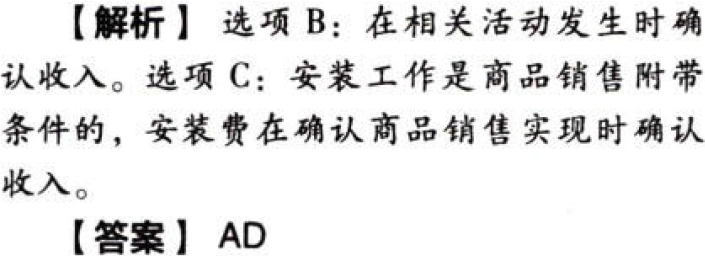 【解析】 选项 B：在相关活动发生时确
认收入。选项 C：安装工作是商品销售附带
条件的，安装费在确认商品销售实现时确认
收入。
【答案】 AD